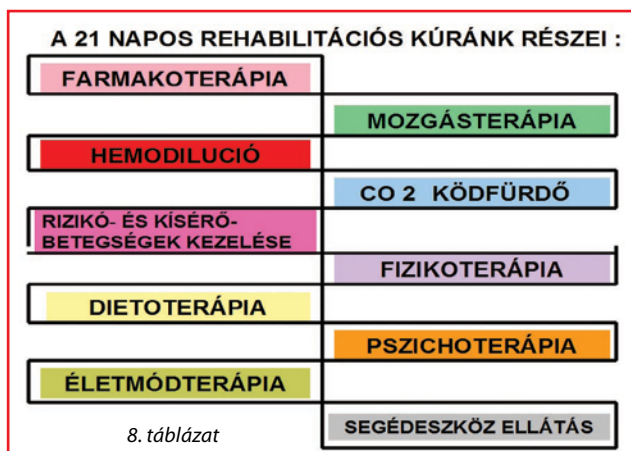 A 21 NAPOS REHABILITÁCIÓS KÚRÁNK RÉSZEI :
FARMAKOTERÁPIA
MOZGÁSTERÁPIA
HEMODILUCIÓ
CO 2 KÖDFÜRDŐ
RIZIKÓ- ÉS KÍSÉRŐ-
BETEGSÉGEK KEZELÉSE
FIZIKOTERÁPIA
DIETOTERÁPIA
PSZICHOTERÁPIA
ÉLETMÓDTERÁPIA
SEGÉDESZKÖZ ELLÁTÁS
8. táblázat